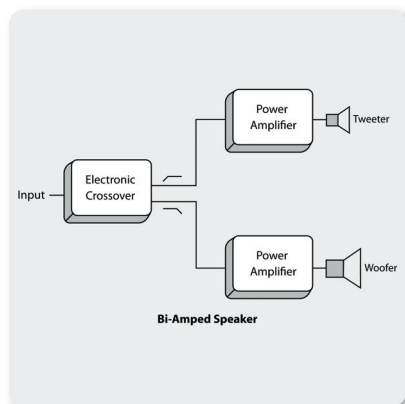 Power
Amplifier
Tweeter
Electronic
Crossover
Input
Power
Amplifier
Woofer
Bi-Amped Speaker